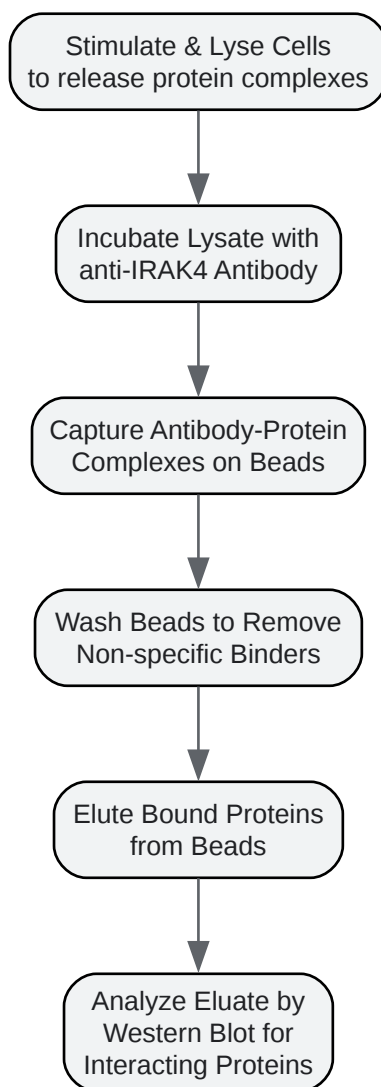 Stimulate & Lyse Cells
to release protein complexes
Incubate Lysate with
anti-IRAK4 Antibody
Capture Antibody-Protein
Complexes on Beads
Wash Beads to Remove
Non-specific Binders
Elute Bound Proteins
from Beads
Analyze Eluate by
Western Blot for
Interacting Proteins